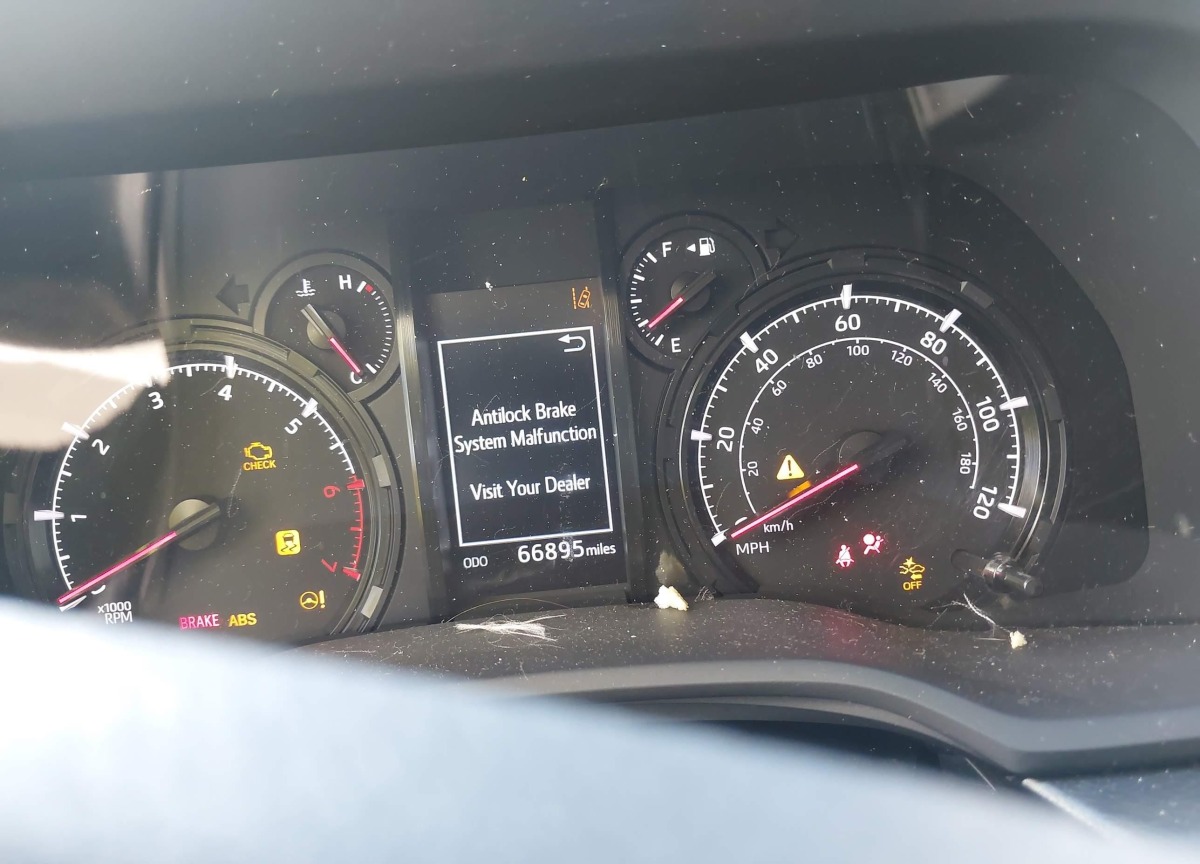 H
C
F
E
1
2
3
4
5
6
7
x1000
RPM
CHECK
BRAKE ABS
Antilock Brake
System Malfunction
Visit Your Dealer
ODO 66895 miles
20
40
60
80
100
120
20
40
60
80
100
120
140
160
180
km/h
MPH
OFF